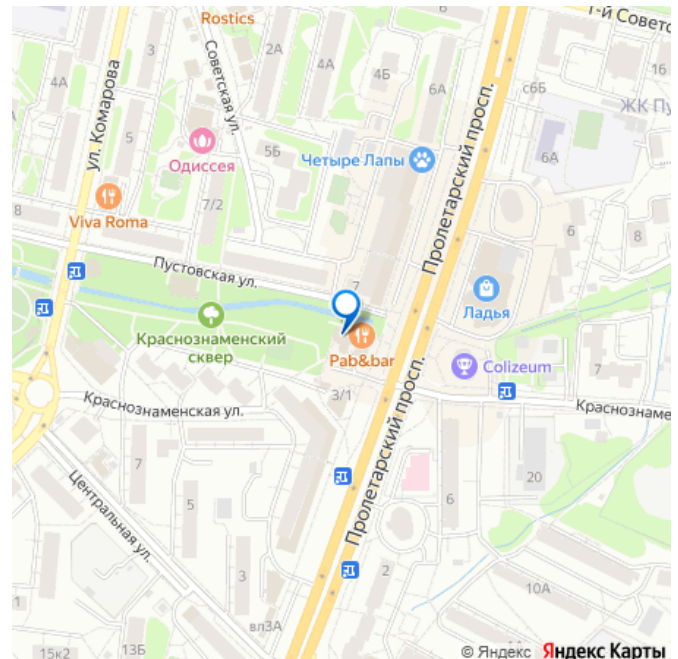 Rostics
1-й Советс
ул. Комарова
3
2А
4А
4А
4Б
6А
с6Б
16
ЖК Пу
Советская ул.
5
5Б
Одиссея
Четыре Лапы
6А
Пролетарский просп.
8
Viva Roma
7/2
6
8
Пустовская ул.
7
Ладья
Краснознаменский
сквер
Pab&bar
Colizeum
7
3/1
Краснознаменская ул.
Краснознаме
Пролетарский просп.
7
5
6
20
Центральная ул.
2
10А
15к2
13Б
вл3А
© Яндекс Яндекс Карты